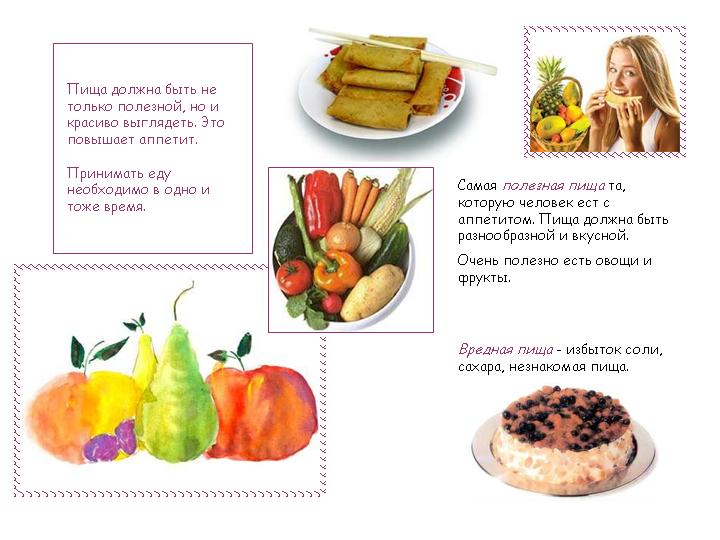 Пища должна быть не
только полезной, но и
красиво выглядеть. Это
повышает аппетит.
Принимать еду
необходимо в одно и
тоже время.
Самая полезная пища та,
которую человек ест с
аппетитом. Пища должна быть
разнообразной и вкусной.
Очень полезно есть овощи и
фрукты.
Вредная пища - избыток соли,
сахара, незнакомая пища.